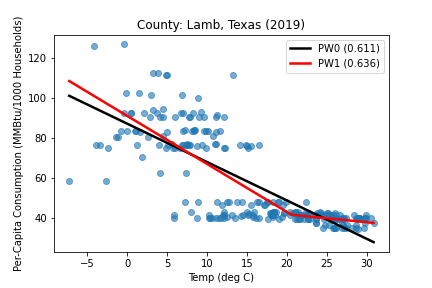 County: Lamb, Texas (2019)
PW0 (0.611)
PW1 (0.636)
Per-Capita Consumption (MMBtu/1000 Households)
120
100
80
60
40
−5 0 5 10 15 20 25 30
Temp (deg C)